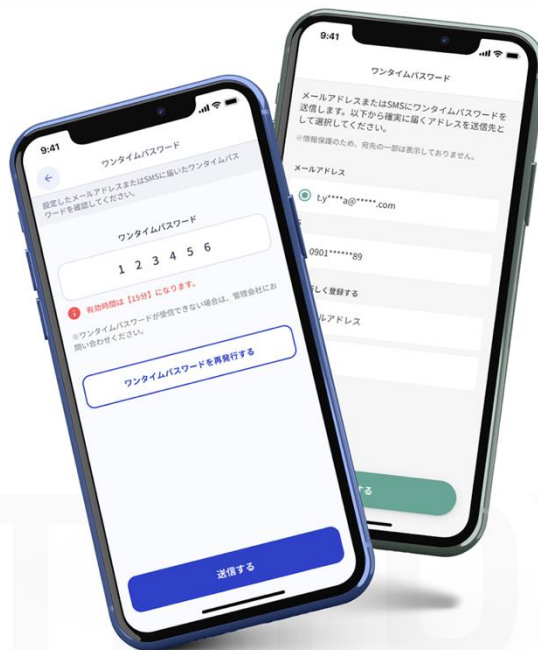 9:41
ワンタイムパスワード
設定したメールアドレスまたはSMSに届いたワンタイムパス
ワードを確認してください。
ワンタイムパスワード
1 2 3 4 5 6
有効時間は【15分】になります。
※ワンタイムパスワードが受信できない場合は、管理会社にお
問い合わせください。
ワンタイムパスワードを再発行する
送信する
9:41
ワンタイムパスワード
メールアドレスまたはSMSにワンタイムパスワードを
送信します。以下から確実に届くアドレスを送信先と
して選択してください。
※情報保護のため、宛先の一部は表示しておりません。
メールアドレス
t.y****a@*****.com
0901******89
しく登録する
ルアドレス
する